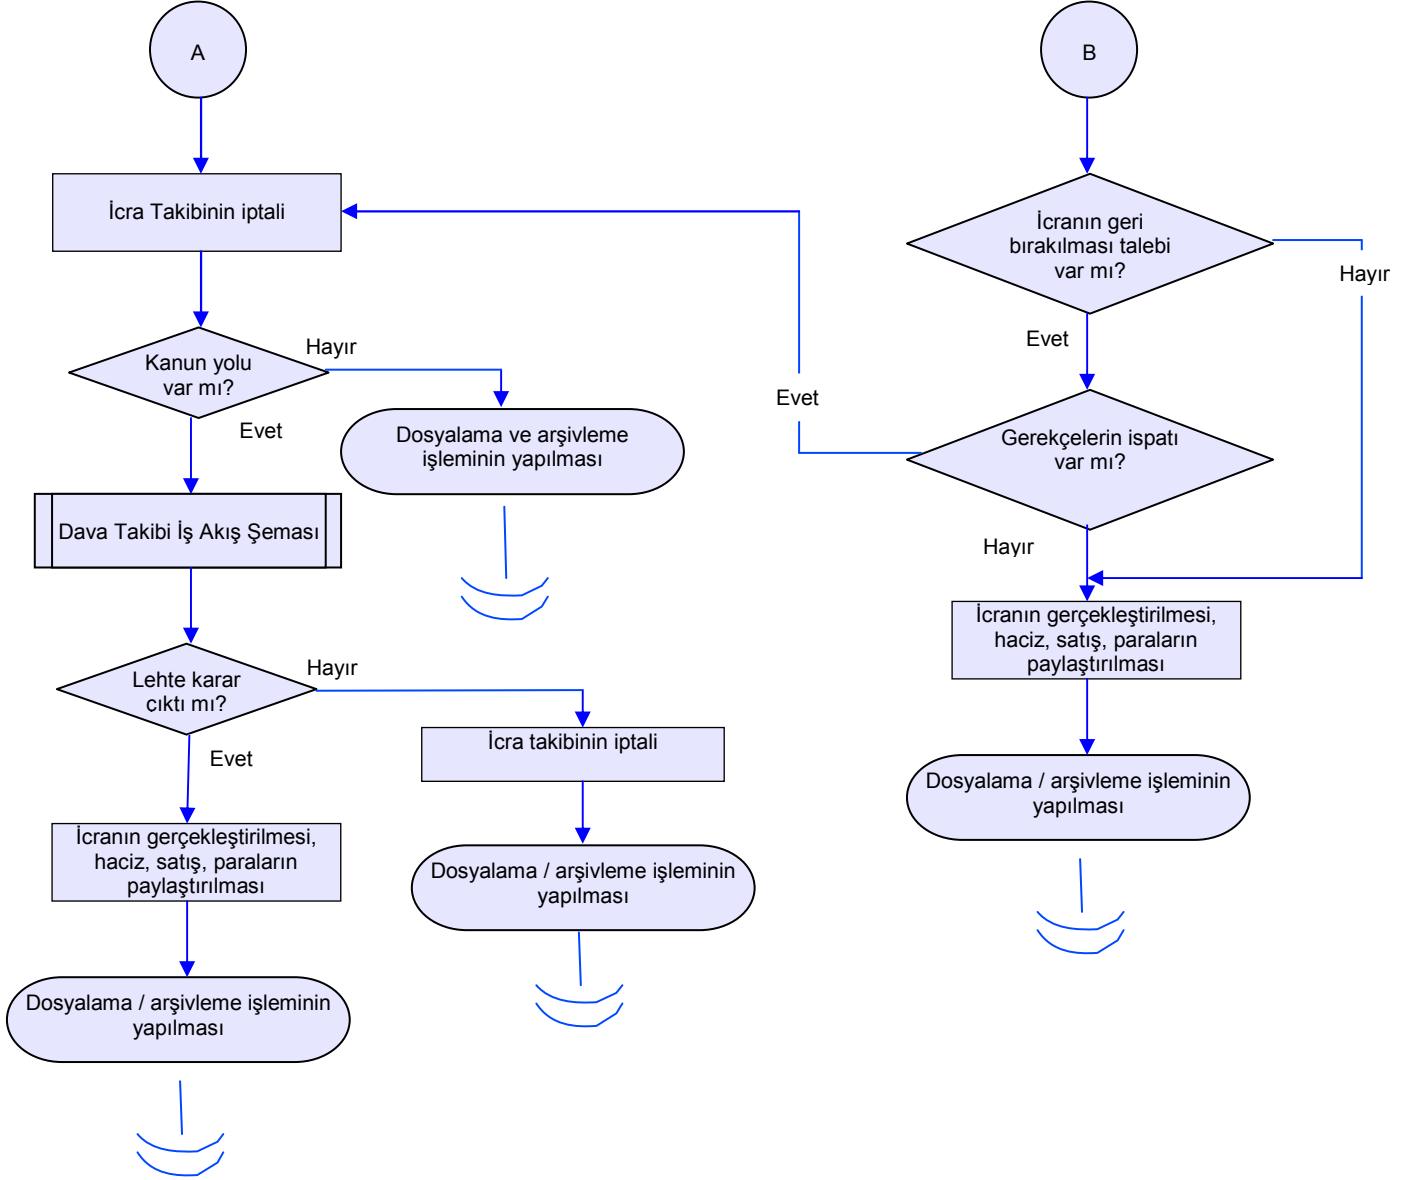 A
İcra Takibinin iptali
Kanun yolu
var mı?
Hayır
Evet
Dosyalama ve arşivleme
işleminin yapılması
Dava Takibi İş Akış Şeması
Lehte karar
çıktı mı?
Hayır
Evet
İcra takibinin iptali
Dosyalama / arşivleme işleminin
yapılması
İcranın gerçekleştirilmesi,
haciz, satış, paraların
paylaştırılması
Dosyalama / arşivleme işleminin
yapılması
B
İcranın geri
bırakılması talebi
var mı?
Hayır
Evet
Gerekçelerin ispatı
var mı?
Evet
Hayır
İcranın gerçekleştirilmesi,
haciz, satış, paraların
paylaştırılması
Dosyalama / arşivleme işleminin
yapılması